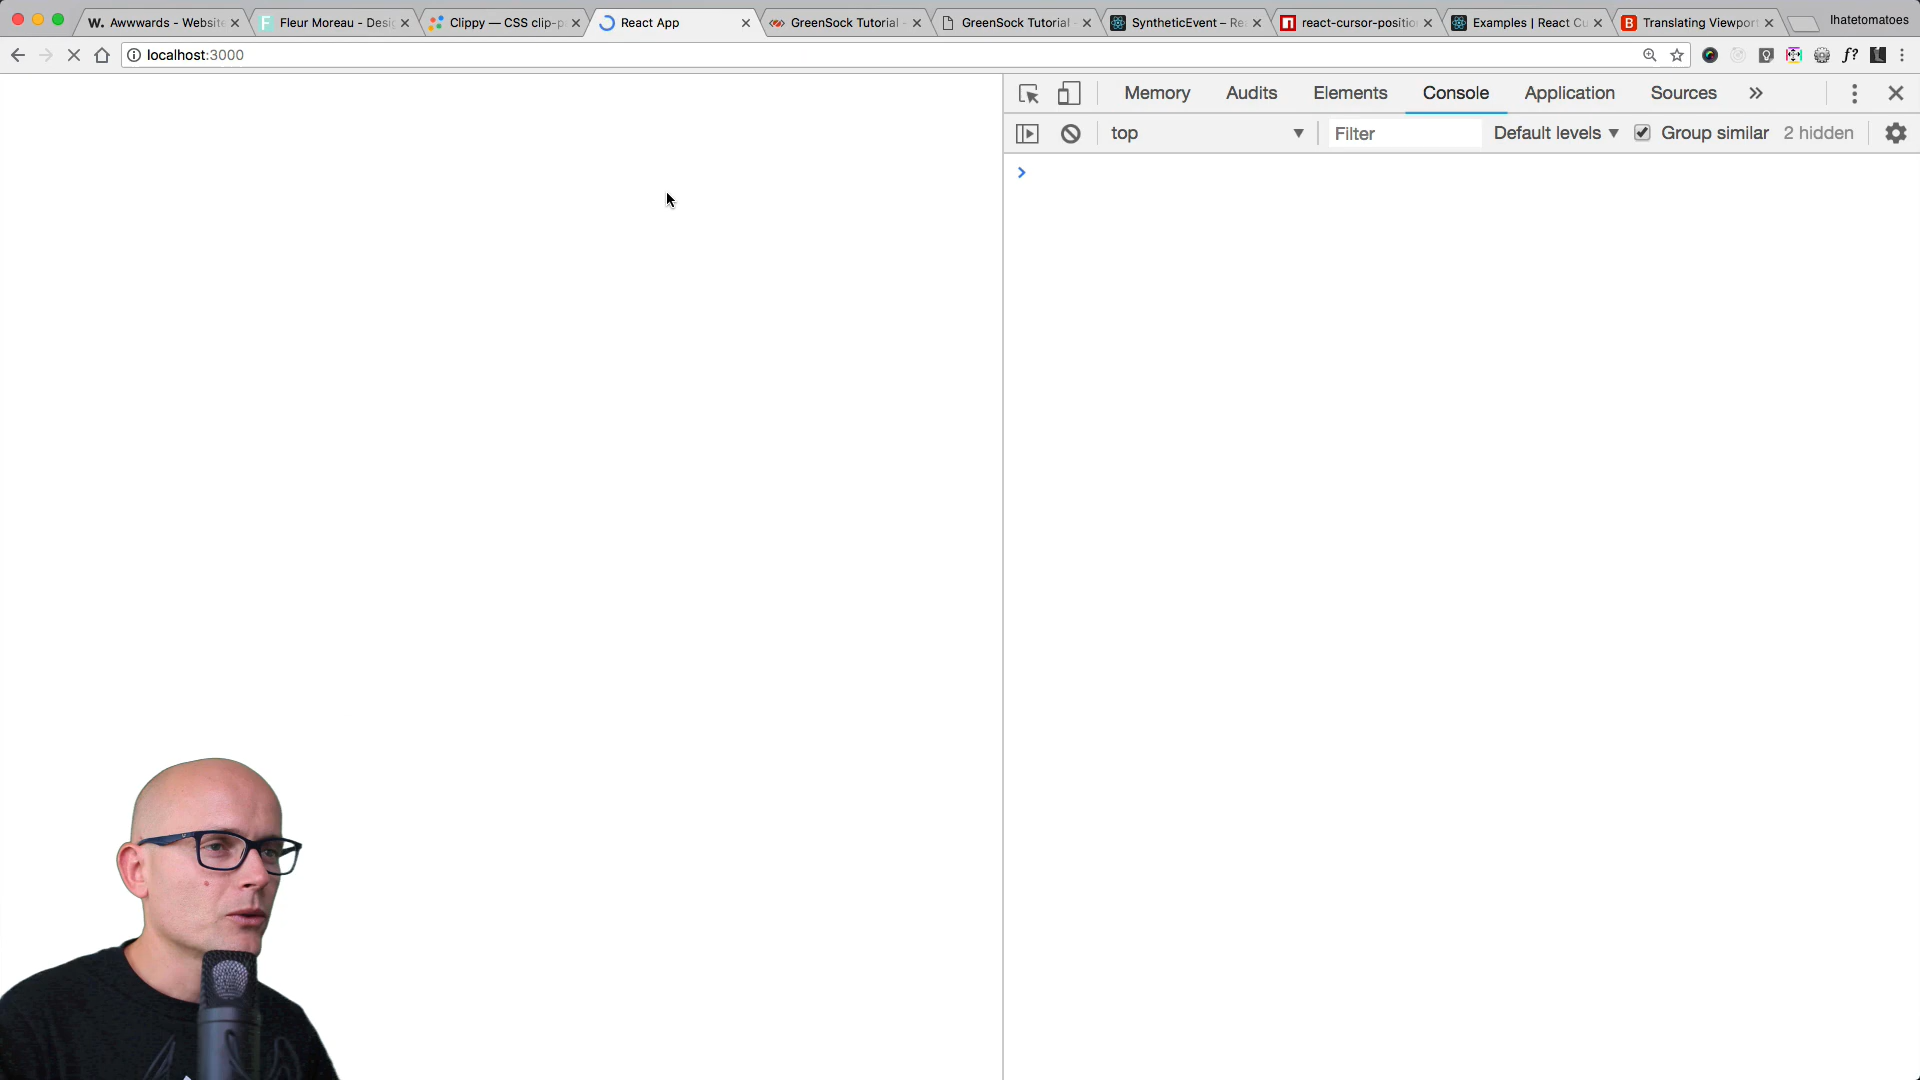 W. Awwwards - Website
F Fleur Moreau - Desi
Clippy — CSS clip-p
React App
GreenSock Tutorial -
GreenSock Tutorial -
SyntheticEvent – Re
react-cursor-positio
Examples | React Cu
B Translating Viewport
Ihatetomatoes
localhost:3000
f?
Memory
Audits
Elements
Console
Application
Sources
top
Filter
Default levels
Group similar
2 hidden